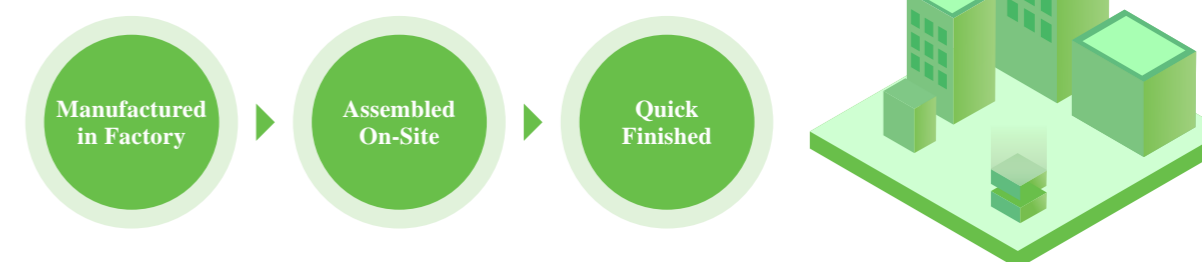 Manufactured
in Factory
Assembled
On-Site
Quick
Finished